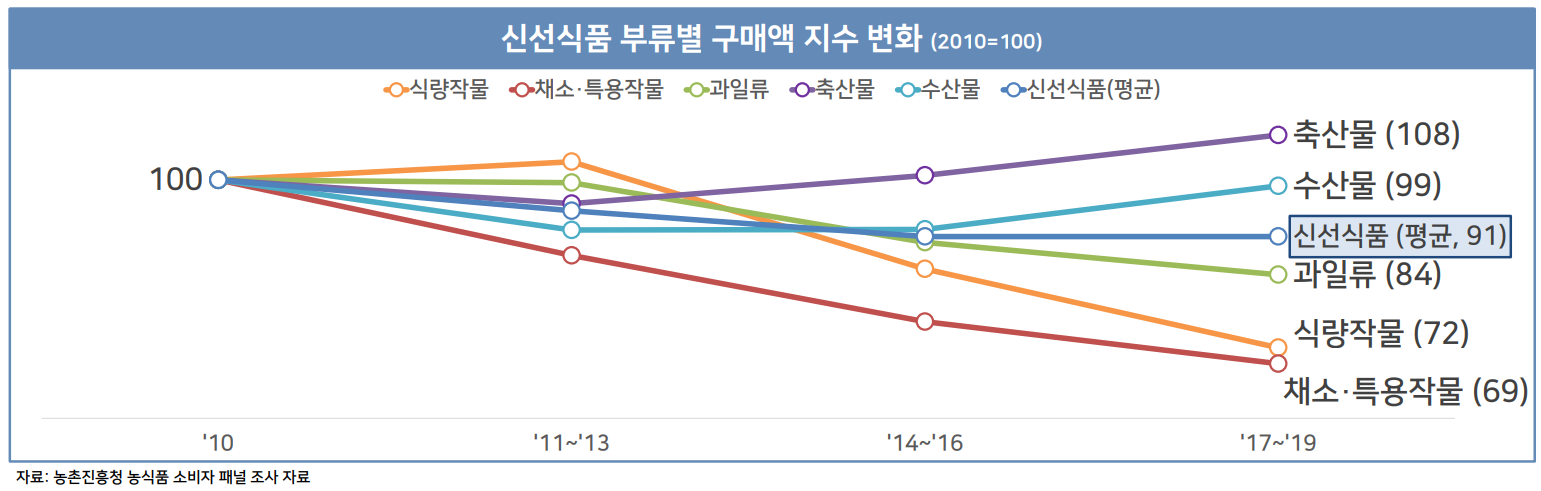 신선식품 부류별 구매액 지수 변화 (2010=100)
식량작물 채소·특용작물 과일류 축산물 수산물 신선식품(평균)
축산물 (108)
100
수산물 (99)
신선식품 (평균, 91)
과일류 (84)
식량작물 (72)
채소·특용작물 (69)
'10 '11~'13 '14~'16 '17~'19
자료: 농촌진흥청 농식품 소비자 패널 조사 자료